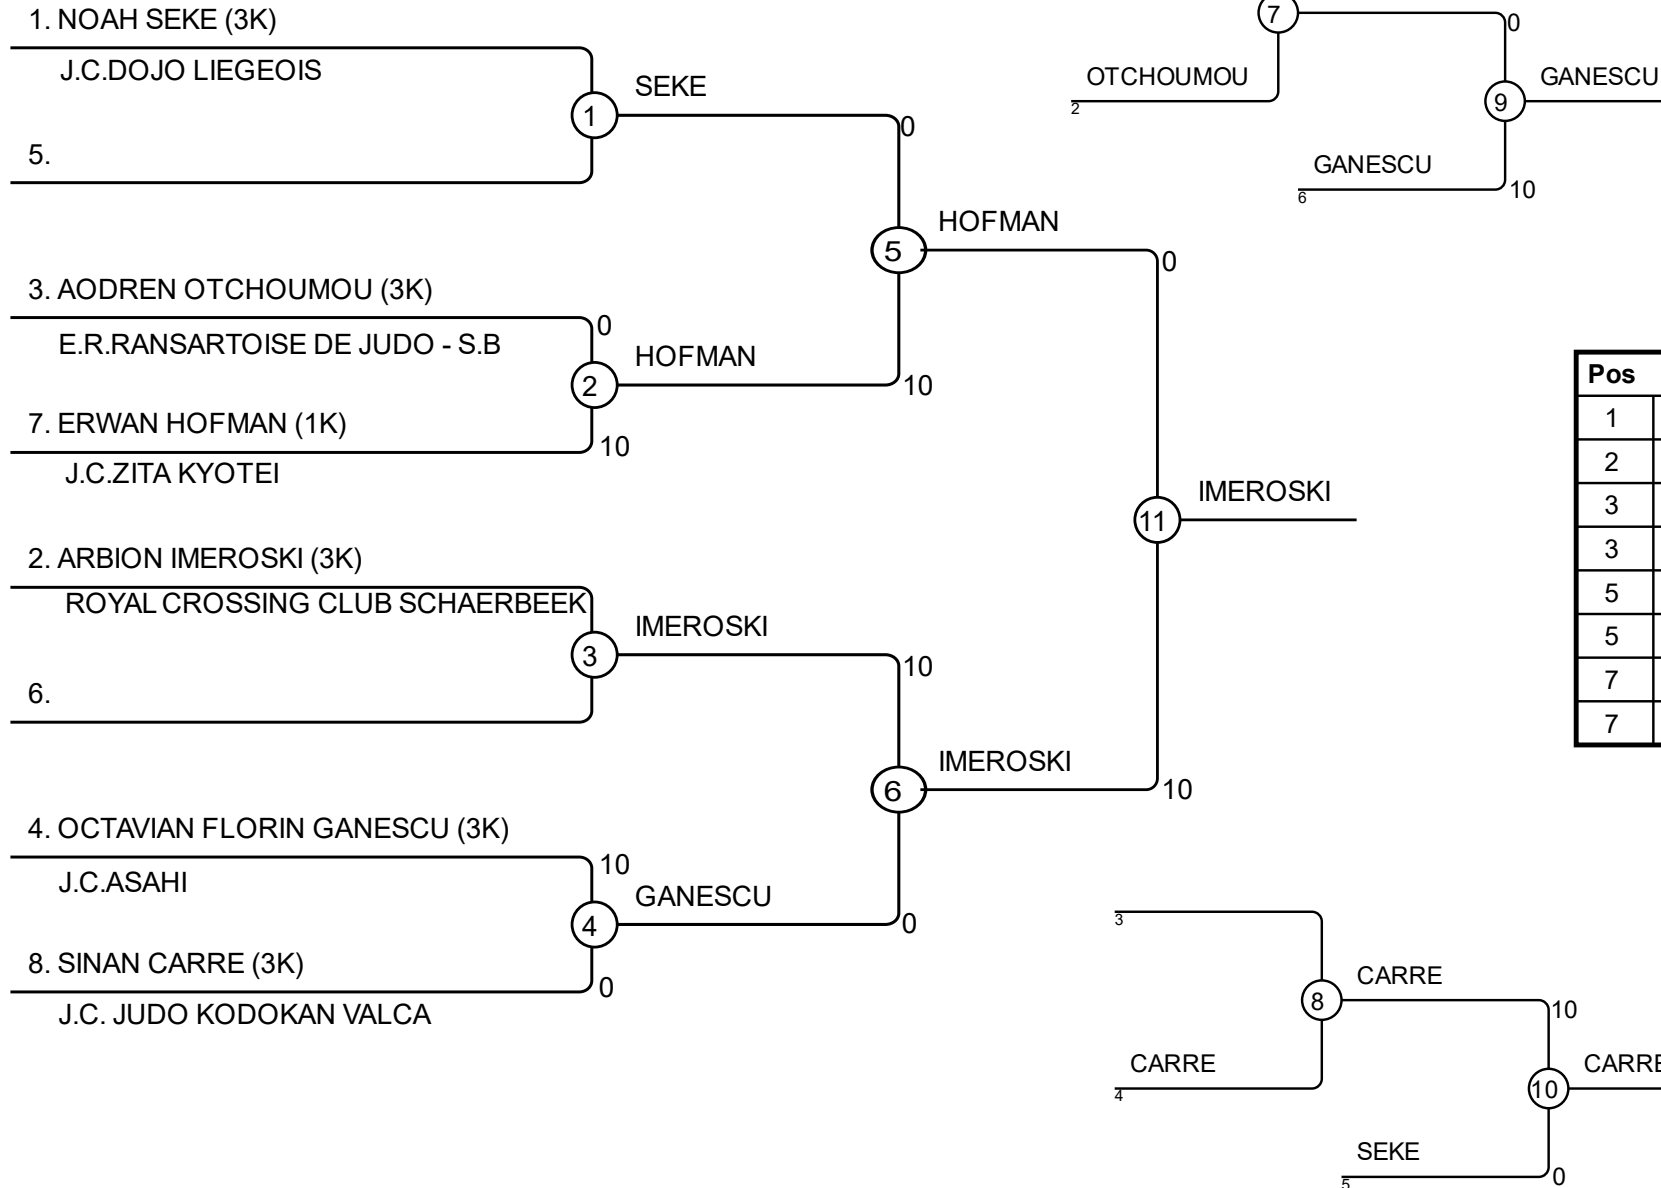 1. NOAH SEKE (3K)
J.C.DOJO LIEGEOIS
1
SEKE
0
5.
3. AODREN OTCHOUMOU (3K)
0
E.R.RANSARTOISE DE JUDO - S.B
2
HOFMAN
10
7. ERWAN HOFMAN (1K)
10
J.C.ZITA KYOTEI
5
HOFMAN
0
2. ARBION IMEROSKI (3K)
ROYAL CROSSING CLUB SCHAERBEEK
3
IMEROSKI
10
6.
4. OCTAVIAN FLORIN GANESCU (3K)
10
J.C.ASAHI
4
GANESCU
0
8. SINAN CARRE (3K)
0
J.C. JUDO KODOKAN VALCA
6
IMEROSKI
10
11
IMEROSKI
7
0
OTCHOUMOU
2
9
GANESCU
GANESCU
6
10
Pos
1
2
3
3
5
5
7
7
3
8
CARRE
10
CARRE
4
10
CARRE
SEKE
5
0